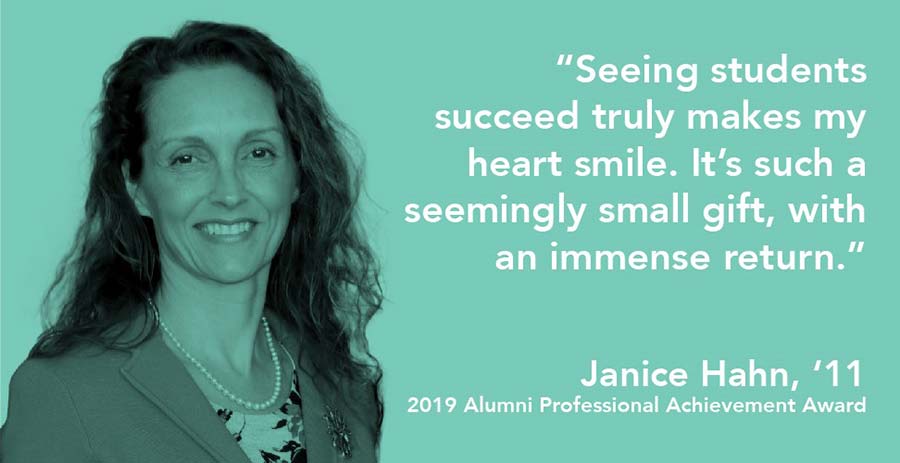 “Seeing students
succeed truly makes my
heart smile. It’s such a
seemingly small gift, with
an immense return.”
Janice Hahn, ‘11
2019 Alumni Professional Achievement Award